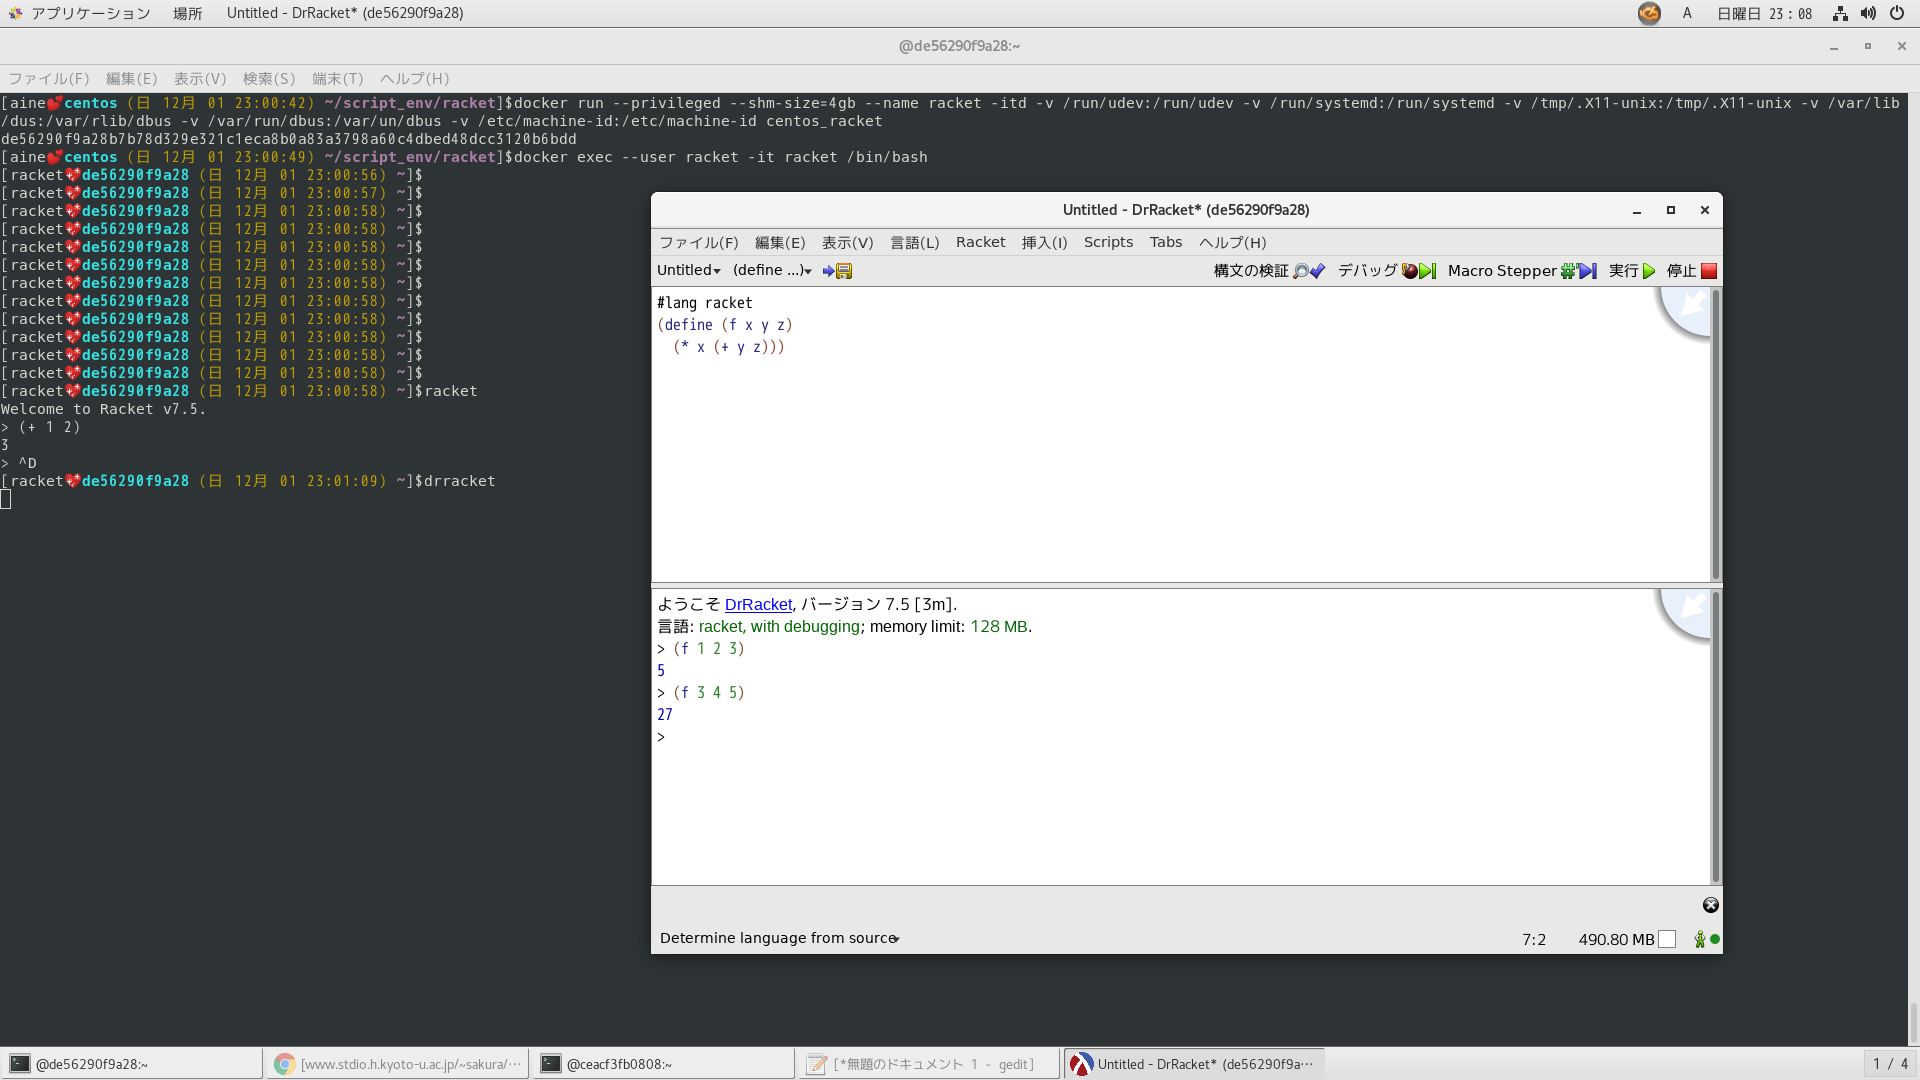 アプリケーション 場所 Untitled - DrRacket* (de56290f9a28) A 日曜日 23：08
@de56290f9a28:~
ファイル(F) 編集(E) 表示(V) 検索(S) 端末(T) ヘルプ(H)
[aine💕centos (日 12月 01 23:00:42) ~/script_env/racket]$docker run --privileged --shm-size=4gb --name racket -itd -v /run/udev:/run/udev -v /run/systemd:/run/systemd -v /tmp/.X11-unix:/tmp/.X11-unix -v /var/lib
/dus:/var/rlib/dbus -v /var/run/dbus:/var/un/dbus -v /etc/machine-id:/etc/machine-id centos_racket
de56290f9a28b7b78d329e321c1eca8b0a83a3798a60c4dbed48dcc3120b6bdd
[aine💕centos (日 12月 01 23:00:49) ~/script_env/racket]$docker exec --user racket -it racket /bin/bash
[racket💖de56290f9a28 (日 12月 01 23:00:56) ~]$
[racket💖de56290f9a28 (日 12月 01 23:00:57) ~]$
[racket💖de56290f9a28 (日 12月 01 23:00:58) ~]$
[racket💖de56290f9a28 (日 12月 01 23:00:58) ~]$
[racket💖de56290f9a28 (日 12月 01 23:00:58) ~]$
[racket💖de56290f9a28 (日 12月 01 23:00:58) ~]$
[racket💖de56290f9a28 (日 12月 01 23:00:58) ~]$
[racket💖de56290f9a28 (日 12月 01 23:00:58) ~]$
[racket💖de56290f9a28 (日 12月 01 23:00:58) ~]$
[racket💖de56290f9a28 (日 12月 01 23:00:58) ~]$
[racket💖de56290f9a28 (日 12月 01 23:00:58) ~]$
[racket💖de56290f9a28 (日 12月 01 23:00:58) ~]$
[racket💖de56290f9a28 (日 12月 01 23:00:58) ~]$racket
Welcome to Racket v7.5.
> (+ 1 2)
3
> ^D
[racket💖de56290f9a28 (日 12月 01 23:01:09) ~]$drracket
Untitled - DrRacket* (de56290f9a28)
ファイル(F) 編集(E) 表示(V) 言語(L) Racket 挿入(I) Scripts Tabs ヘルプ(H)
Untitled (define ...) 構文の検証 デバッグ Macro Stepper 実行 停止
#lang racket
(define (f x y z)
  (* x (+ y z)))
ようこそ DrRacket, バージョン 7.5 [3m].
言語: racket, with debugging; memory limit: 128 MB.
> (f 1 2 3)
5
> (f 3 4 5)
27
>
Determine language from source 7:2 490.80 MB
@de56290f9a28:~ [www.stdio.h.kyoto-u.ac.jp/~sakura/… @ceacf3fb0808:~ [*無題のドキュメント 1 - gedit] Untitled - DrRacket* (de56290f9a… 1 / 4